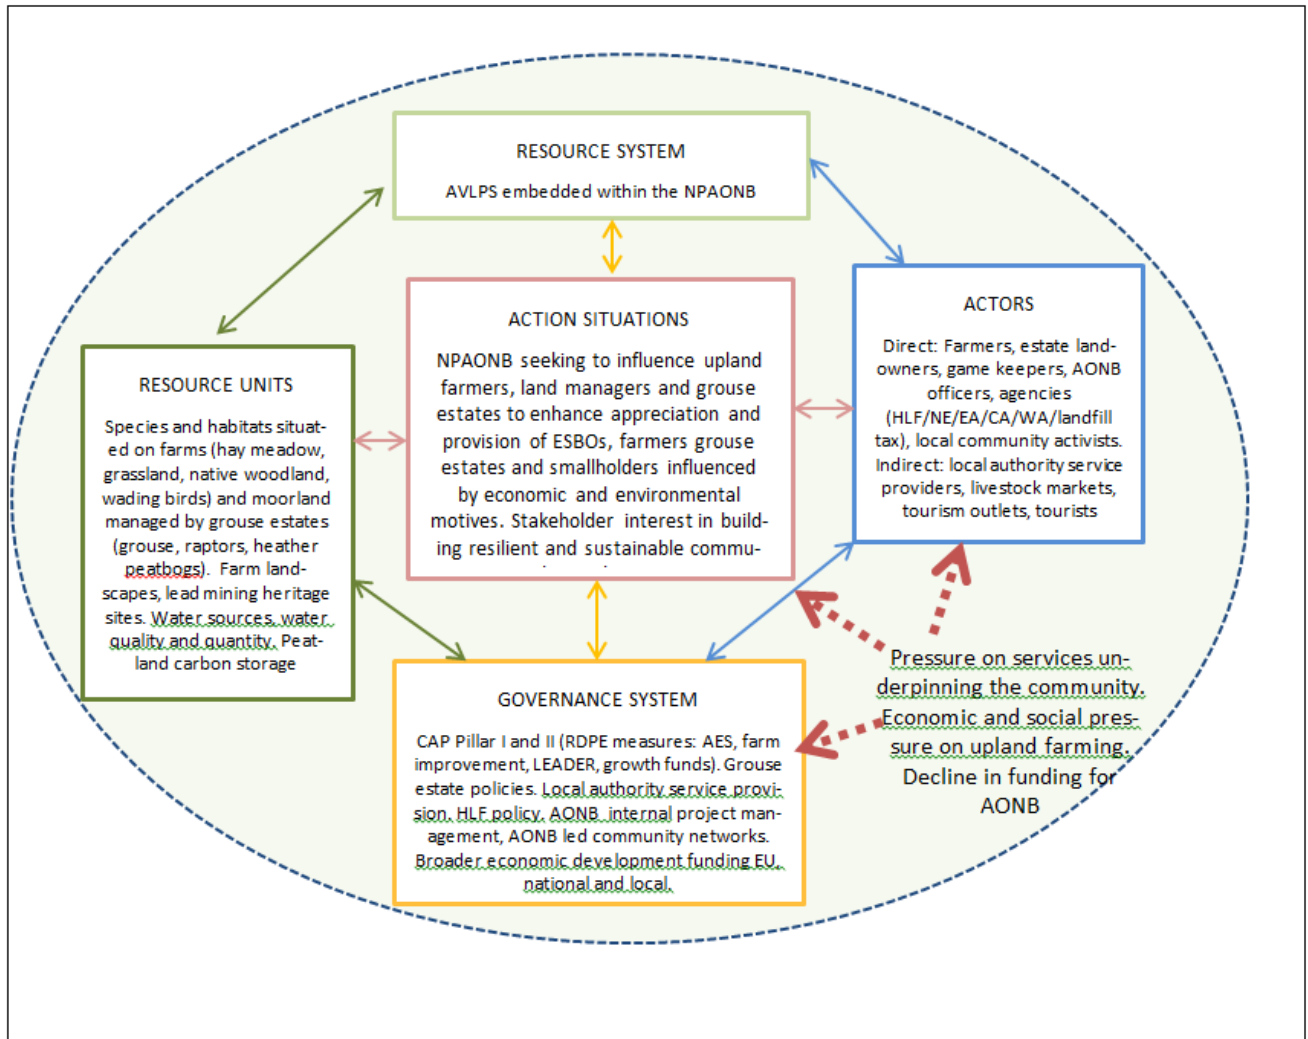 RESOURCE SYSTEM
AVLPS embedded within the NPAONB
ACTION SITUATIONS
NPAONB seeking to influence upland
farmers, land managers and grouse
estates to enhance appreciation and
provision of ESBOs, farmers grouse
estates and smallholders influenced
by economic and environmental
motives. Stakeholder interest in build-
ing resilient and sustainable commu-
ACTORS
Direct: Farmers, estate land-
owners, game keepers, AONB
officers, agencies
(HLF/NE/EA/CA/WA/landfill
tax), local community activists.
Indirect: local authority service
providers, livestock markets,
tourism outlets, tourists
RESOURCE UNITS
Species and habitats situat-
ed on farms (hay meadow,
grassland, native woodland,
wading birds) and moorland
managed by grouse estates
(grouse, raptors, heather
peatbogs). Farm land-
scapes, lead mining heritage
sites. Water sources, water
quality and quantity. Peat-
land carbon storage
GOVERNANCE SYSTEM
CAP Pillar I and II (RDPE measures: AES, farm
improvement, LEADER, growth funds). Grouse
estate policies. Local authority service provi-
sion. HLF policy. AONB internal project man-
agement, AONB led community networks.
Broader economic development funding EU,
national and local.
Pressure on services un-
derpinning the community.
Economic and social pres-
sure on upland farming.
Decline in funding for
AONB